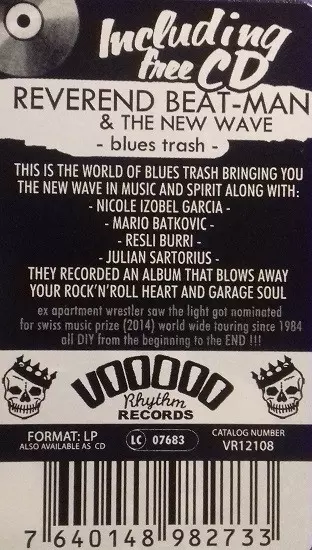 Including
free CD
REVEREND BEAT-MAN
& THE NEW WAVE
- blues trash -
THIS IS THE WORLD OF BLUES TRASH BRINGING YOU
THE NEW WAVE IN MUSIC AND SPIRIT ALONG WITH:
- NICOLE IZOBEL GARCIA -
- MARIO BATKOVIC -
- RESLI BURRI -
- JULIAN SARTORIUS -
THEY RECORDED AN ALBUM THAT BLOWS AWAY
YOUR ROCK'N'ROLL HEART AND GARAGE SOUL
ex apartment wrestler saw the light got nominated
for swiss music prize (2014) world wide touring since 1984
all DIY from the beginning to the END !!!
VOODOO
Rhythm
RECORDS
FORMAT: LP
ALSO AVAILABLE AS CD
LC 07683
CATALOG NUMBER
VR12108
7 640148 982733